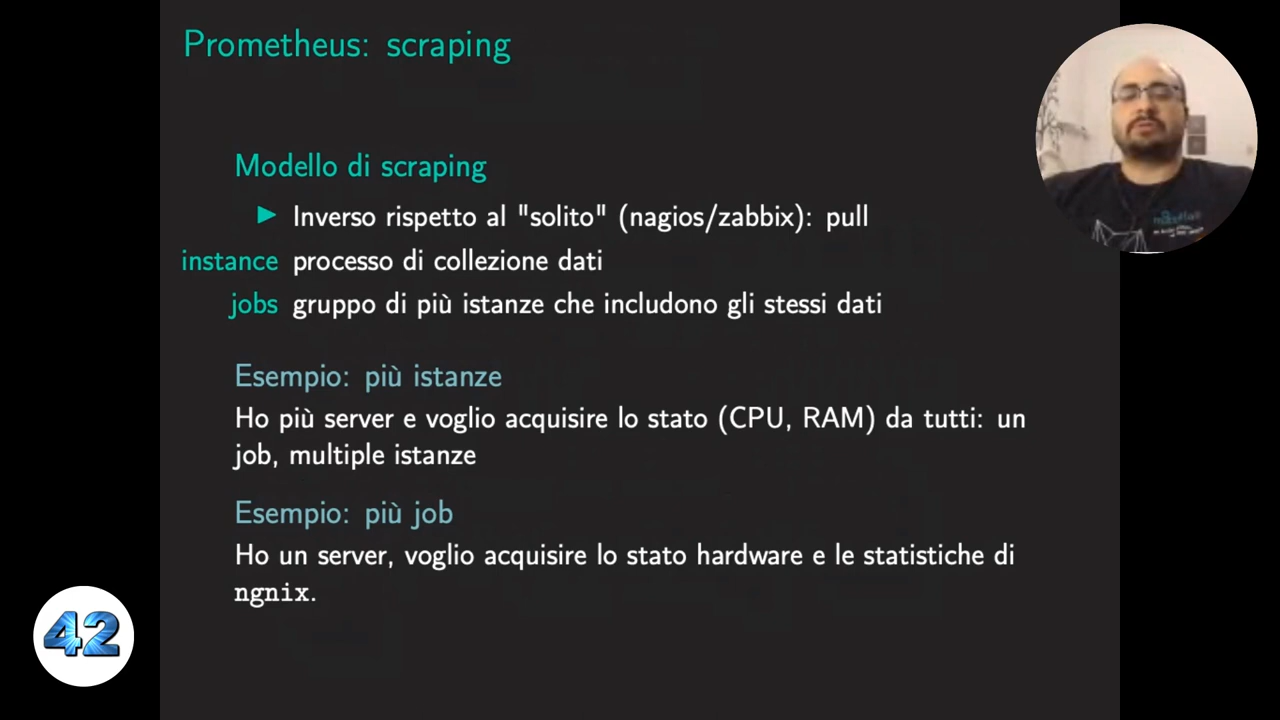 Prometheus: scraping
Modello di scraping
▶ Inverso rispetto al "solito" (nagios/zabbix): pull
instance processo di collezione dati
jobs gruppo di più istanze che includono gli stessi dati
Esempio: più istanze
Ho più server e voglio acquisire lo stato (CPU, RAM) da tutti: un
job, multiple istanze
Esempio: più job
Ho un server, voglio acquisire lo stato hardware e le statistiche di
ngnix.
42